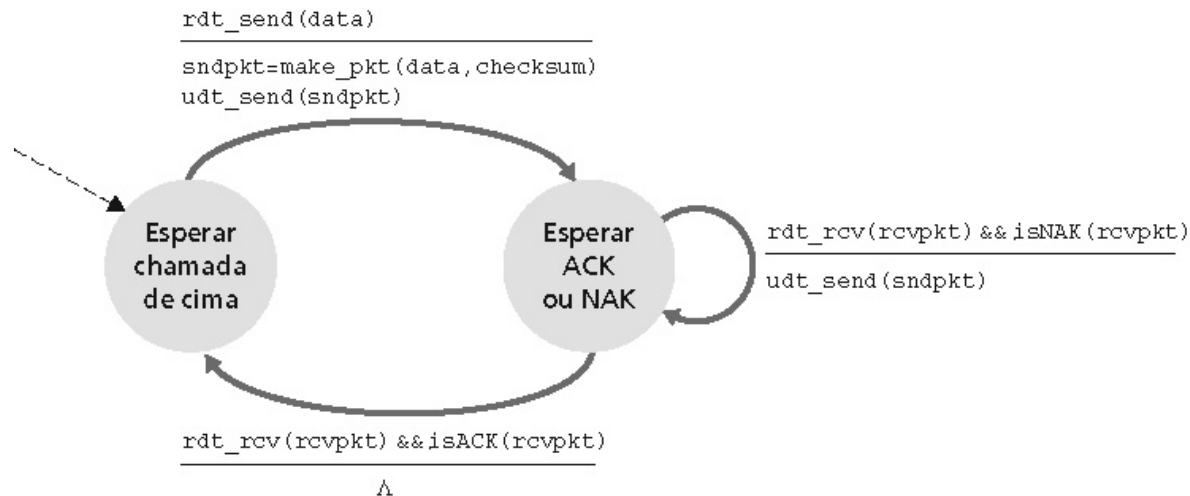 rdt_send(data)
sndpkt=make_pkt(data,checksum)
udt_send(sndpkt)
Esperar
chamada
de cima
Esperar
ACK
ou NAK
rdt_rcv(rcvpkt) && isNAK(rcvpkt)
udt_send(sndpkt)
rdt_rcv(rcvpkt) && isACK(rcvpkt)
Λ